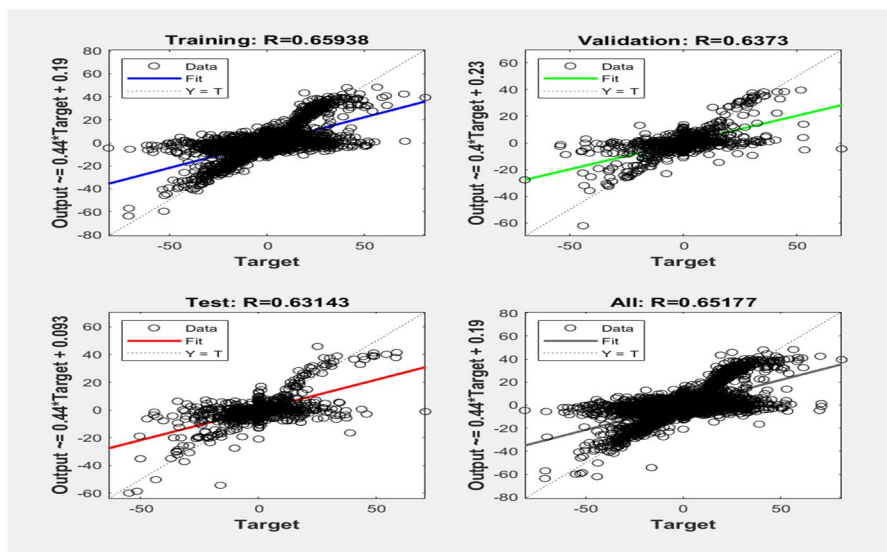 Training: R=0.65938
Output ~= 0.44*Target + 0.19
80
60
40
20
0
-20
-40
-60
-80
Data
Fit
Y = T
-50
0
50
Target
Validation: R=0.6373
Output ~= 0.4*Target + 0.23
60
40
20
0
-20
-40
-60
Data
Fit
Y = T
-50
0
50
Target
Test: R=0.63143
Output ~= 0.44*Target + 0.093
60
40
20
0
-20
-40
-60
Data
Fit
Y = T
-50
0
50
Target
All: R=0.65177
Output ~= 0.44*Target + 0.19
80
60
40
20
0
-20
-40
-60
-80
Data
Fit
Y = T
-50
0
50
Target